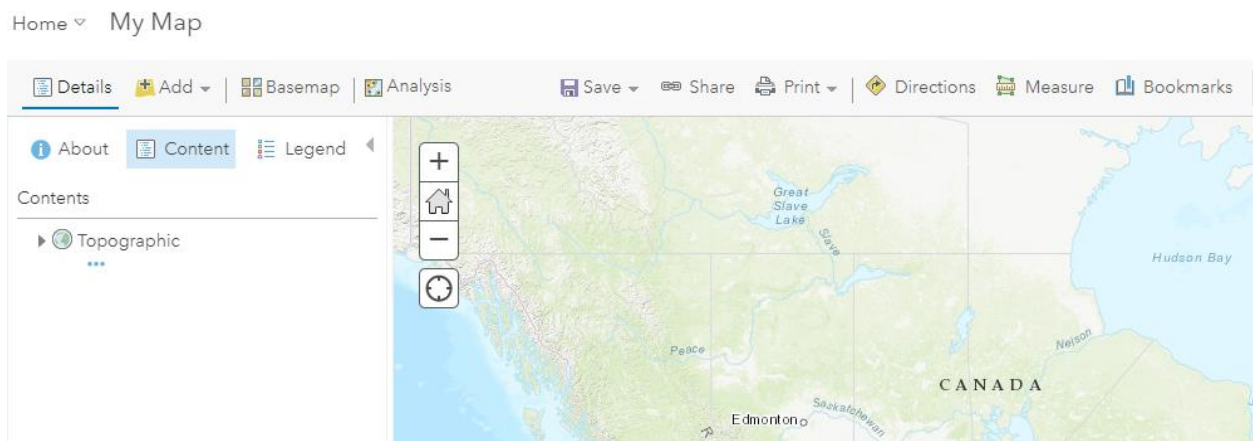 Home My Map
Details Add Basemap Analysis Save Share Print Directions Measure Bookmarks
About Content Legend
Contents
Topographic
Great
Slave
Lake
Slave
Hudson Bay
Peace
Nelson
CANADA
Saskatchewan
Edmonton
R